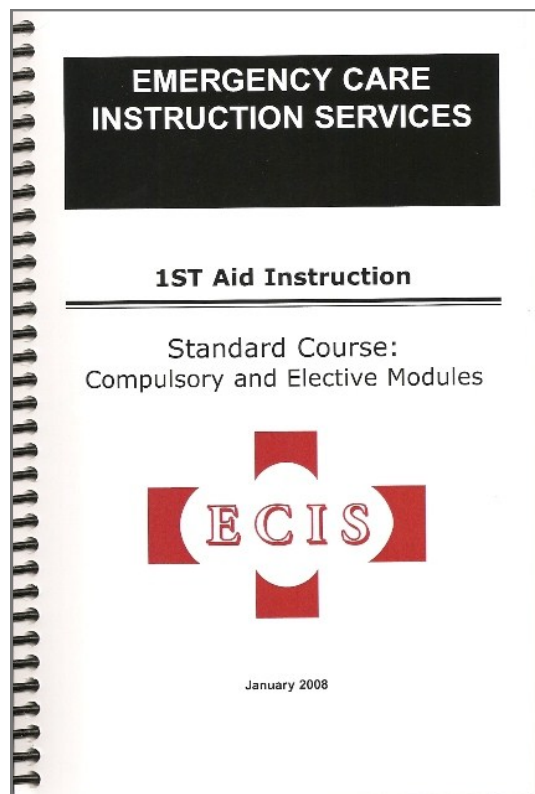 EMERGENCY CARE
INSTRUCTION SERVICES
1ST Aid Instruction
Standard Course:
Compulsory and Elective Modules
ECIS
January 2008